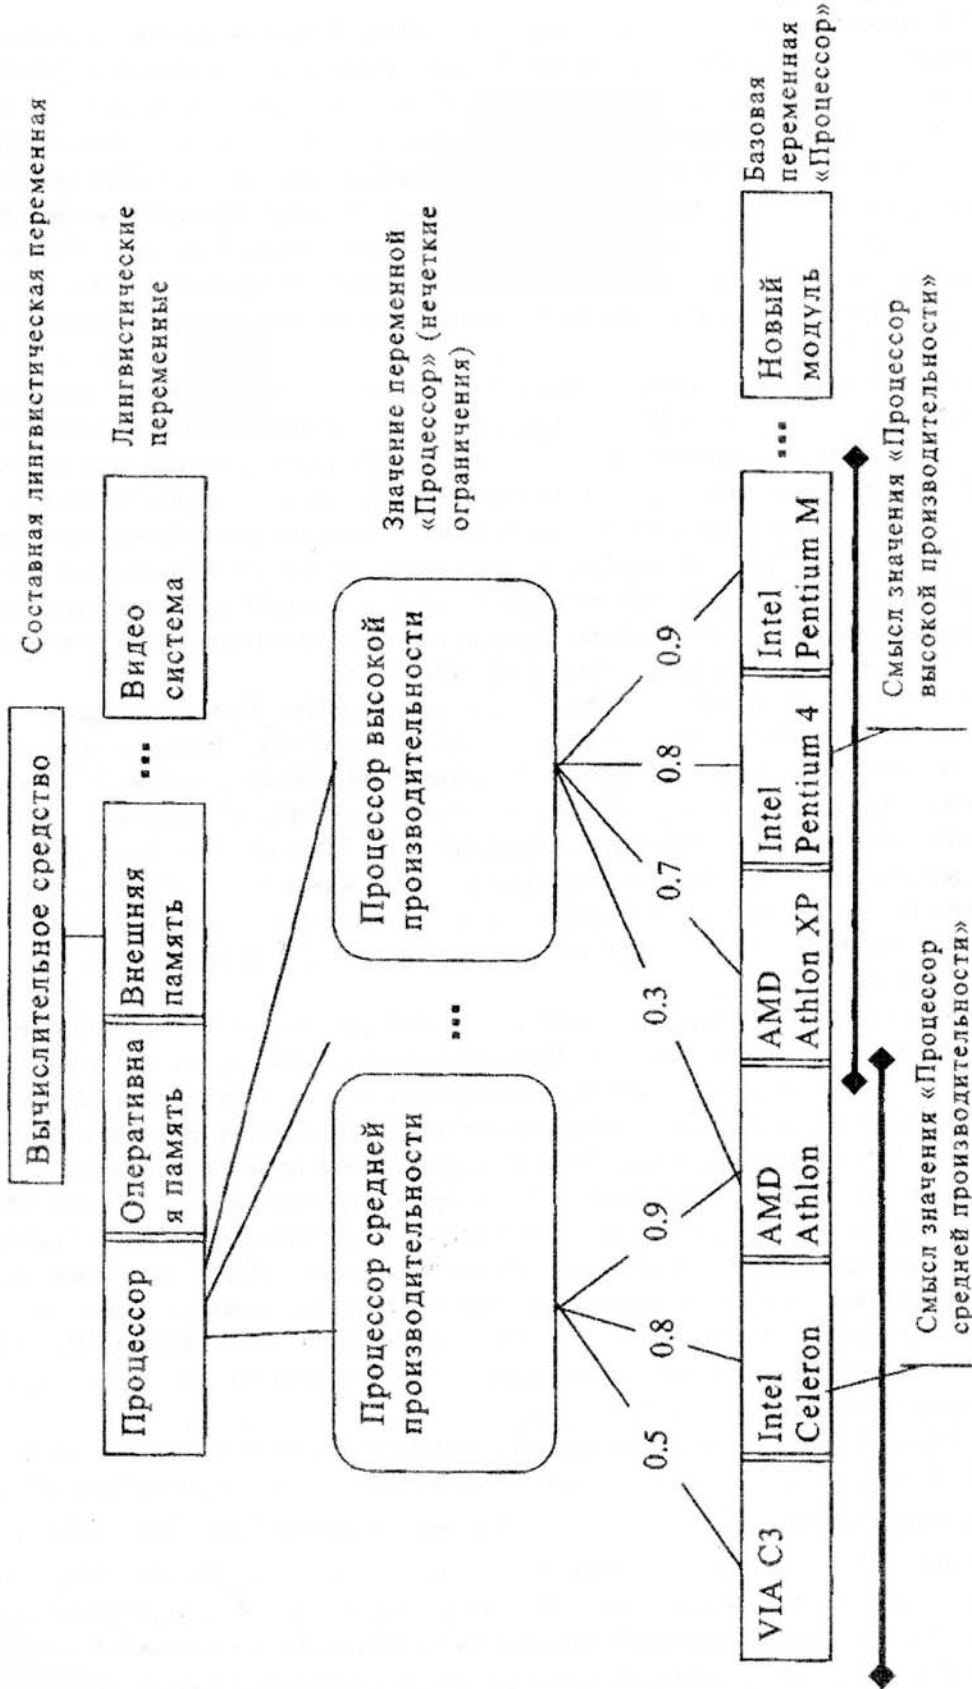 Составная лингвистическая переменная
Вычислительное средство
Лингвистические
переменные
Процессор
Оперативна
я память
Внешняя
память
...
Видео
система
Значение переменной
«Процессор» (нечеткие
ограничения)
Процессор средней
производительности
...
Процессор высокой
производительности
0.5
0.8
0.9
0.3
0.7
0.8
0.9
Базовая
переменная
«Процессор»
VIA C3
Intel
Celeron
AMD
Athlon
AMD
Athlon XP
Intel
Pentium 4
Intel
Pentium M
...
Новый
модуль
Смысл значения «Процессор
высокой производительности»
Смысл значения «Процессор
средней производительности»